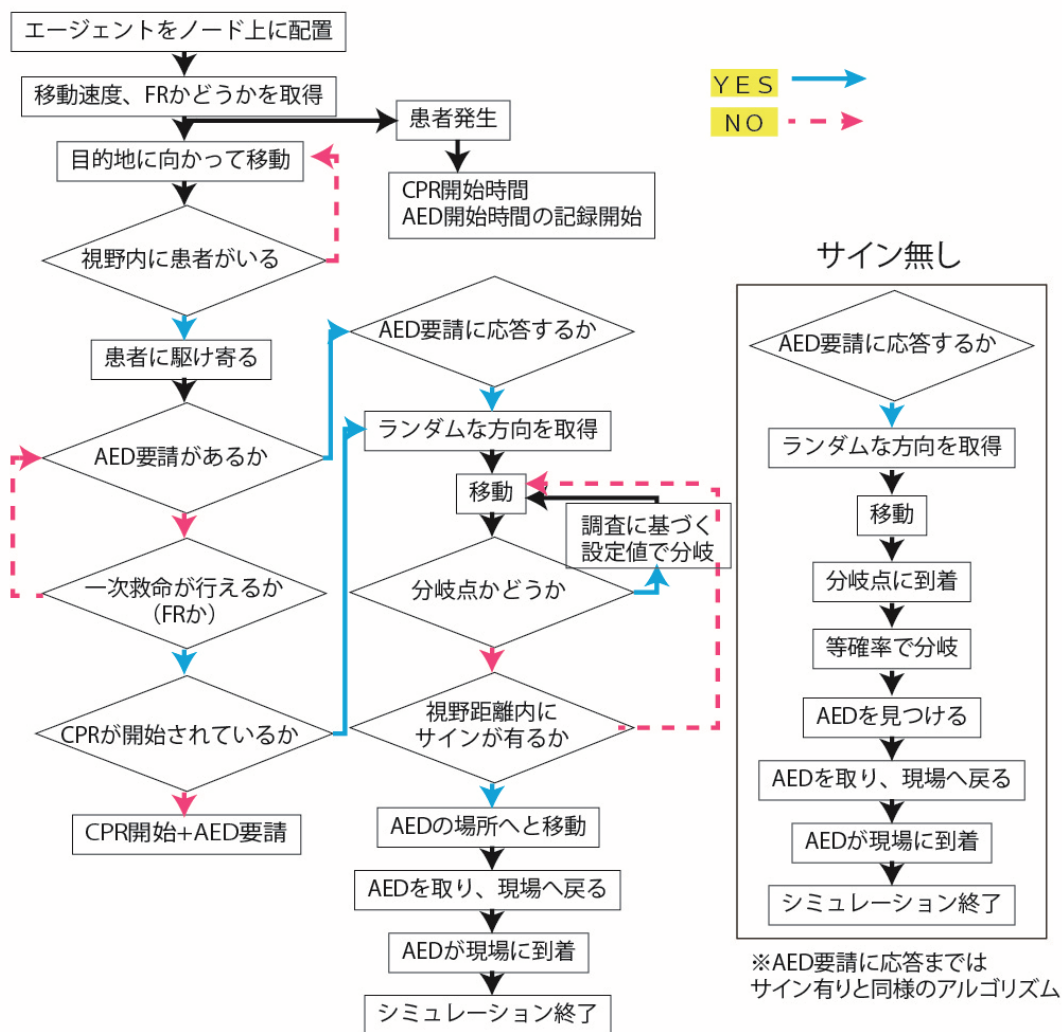 エージェントをノード上に配置
移動速度、FRかどうかを取得
患者発生
目的地に向かって移動
CPR開始時間
AED開始時間の記録開始
視野内に患者がいる
患者に駆け寄る
AED要請があるか
一次救命が行えるか
（FRか）
CPRが開始されているか
CPR開始+AED要請
AED要請に応答するか
ランダムな方向を取得
移動
調査に基づく
設定値で分岐
分岐点かどうか
視野距離内に
サインが有るか
AEDの場所へと移動
AEDを取り、現場へ戻る
AEDが現場に到着
シミュレーション終了
YES
NO
サイン無し
AED要請に応答するか
ランダムな方向を取得
移動
分岐点に到着
等確率で分岐
AEDを見つける
AEDを取り、現場へ戻る
AEDが現場に到着
シミュレーション終了
※AED要請に応答までは
サイン有りと同様のアルゴリズム